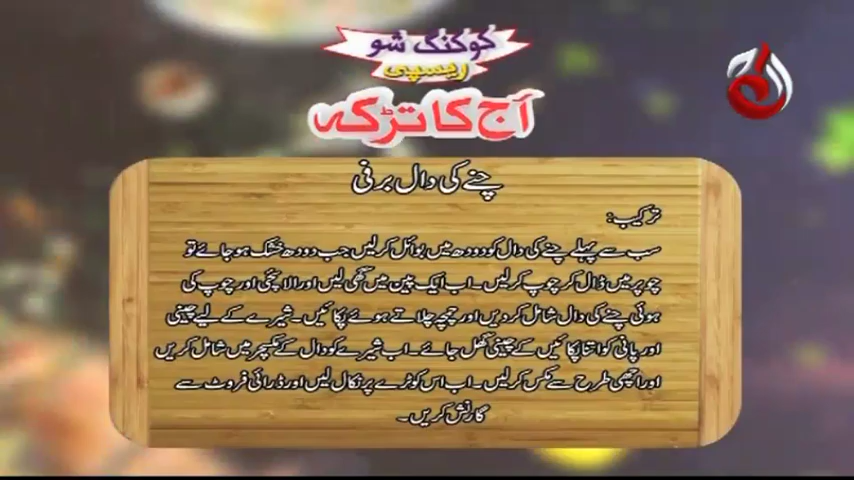 کوکنگ شو
ریسیپی
آج کا تڑکہ
چنے کی دال برفی
ترکیب:
سب سے پہلے چنے کی دال کو دودھ میں بوائل کرلیں جب دودھ خشک ہوجائے تو
چوپر میں ڈال کر چوپ کرلیں۔ اب ایک پین میں گھی لیں اور الائچی اور چوپ کی
ہوئی چنے کی دال شامل کردیں اور چمچہ چلاتے ہوئے پکائیں۔ شیرے کے لیے چینی
اور پانی کو اتنا پکائیں کے چینی گھل جائے۔ اب شیرے کو دال کے مکسچر میں شامل کریں
اور اچھی طرح سے مکس کرلیں۔ اب اس کو ٹرے پر نکال لیں اور ڈرائی فروٹ سے
گارنش کریں۔